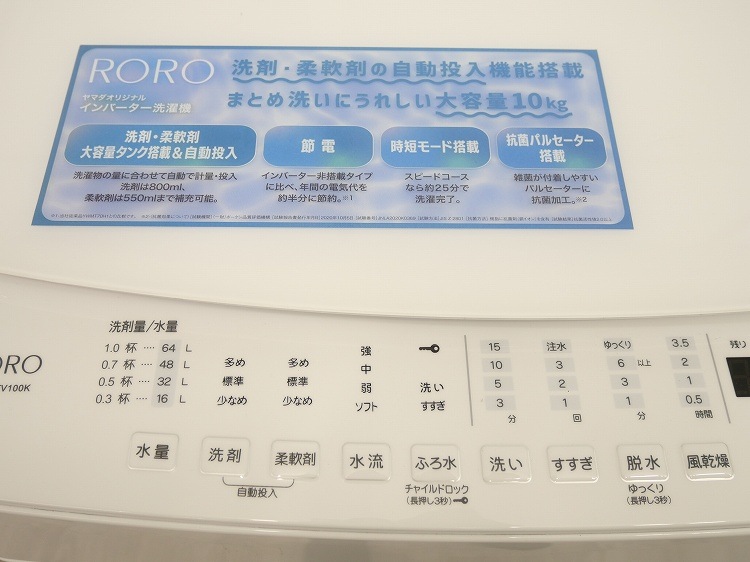 RORO
洗剤・柔軟剤の自動投入機能搭載
ヤマダオリジナル
インバーター洗濯機
まとめ洗いにうれしい大容量10kg
洗剤・柔軟剤
大容量タンク搭載&自動投入
洗濯物の量に合わせて自動で計量・投入
洗剤は800ml、
柔軟剤は550mlまで補充可能。
節電
インバーター非搭載タイプ
に比べ、年間の電気代を
約半分に節約。※1
時短モード搭載
スピードコース
なら約25分で
洗濯完了。
抗菌パルセーター
搭載
雑菌が付着しやすい
パルセーターに
抗菌加工。※2
RORO
V100K
洗剤量/水量
1.0 杯 ···· 64 L
0.7 杯 ···· 48 L
0.5 杯 ···· 32 L
0.3 杯 ···· 16 L
多め
標準
少なめ
多め
標準
少なめ
強
中
弱
ソフト
洗い
すすぎ
15
10
5
3
分
注水
3
2
1
回
ゆっくり
6 以上
3
1
分
3.5
2
1
0.5
時間
残り
水量
洗剤
柔軟剤
自動投入
水流
ふろ水
チャイルドロック
(長押し3秒)
洗い
すすぎ
脱水
ゆっくり
(長押し3秒)
風乾燥